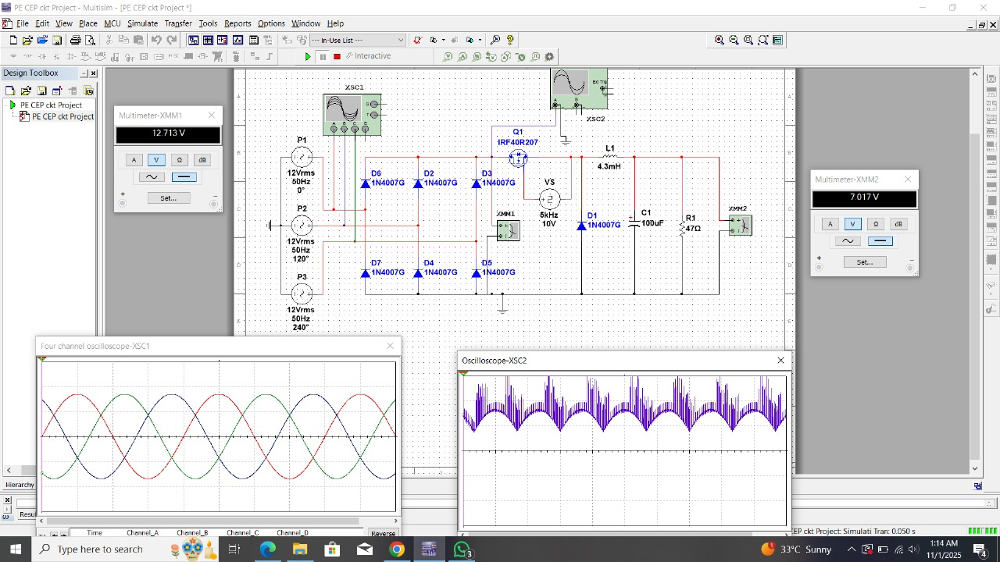 PE CEP ckt Project - Multisim - [PE CEP ckt Project *]
File Edit View Place MCU Simulate Transfer Tools Reports Options Window Help
--- In-Use List ---
Interactive
Design Toolbox
PE CEP ckt Project
PE CEP ckt Project
Hierarchy
Multimeter-XMM1
12.713 V
A V Ω dB
Set...
XSC1
A B C D
G
T
XSC2
Ext Trig
A B
P1
12Vrms
50Hz
0°
P2
12Vrms
50Hz
120°
P3
12Vrms
50Hz
240°
D6
1N4007G
D2
1N4007G
D3
1N4007G
D7
1N4007G
D4
1N4007G
D5
1N4007G
Q1
IRF40R207
VS
5kHz
10V
XMM1
D1
1N4007G
L1
4.3mH
C1
100uF
R1
47Ω
XMM2
Multimeter-XMM2
7.017 V
A V Ω dB
Set...
Four channel oscilloscope-XSC1
Time Channel_A Channel_B Channel_C Channel_D
Reverse
Oscilloscope-XSC2
Tran: 0.050 s
Type here to search
3
33°C Sunny
1:14 AM
11/1/2025
4